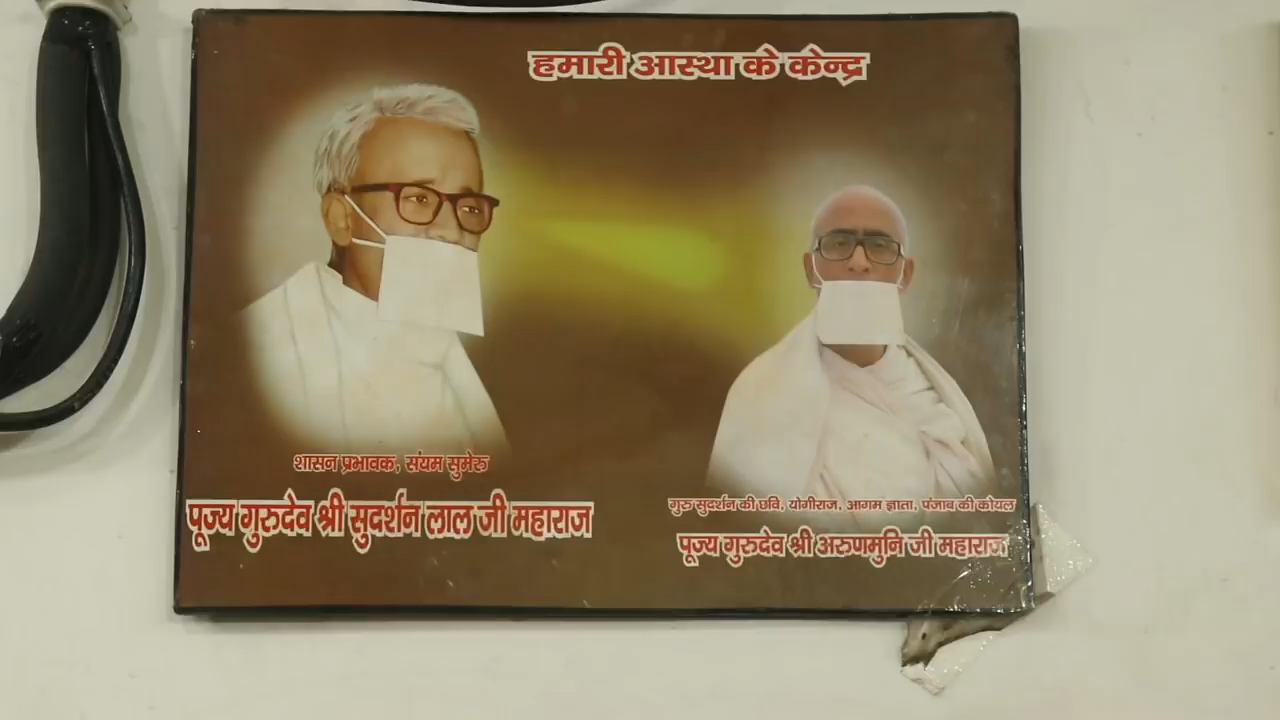 हमारी आस्था के केन्द्र
शासन प्रभावक, संयम सुमेरु
पूज्य गुरुदेव श्री सुदर्शन लाल जी महाराज
गुरु सुदर्शन की छवि, योगीराज, आगम ज्ञाता, पंजाब की कोयल
पूज्य गुरुदेव श्री अरुणमुनि जी महाराज